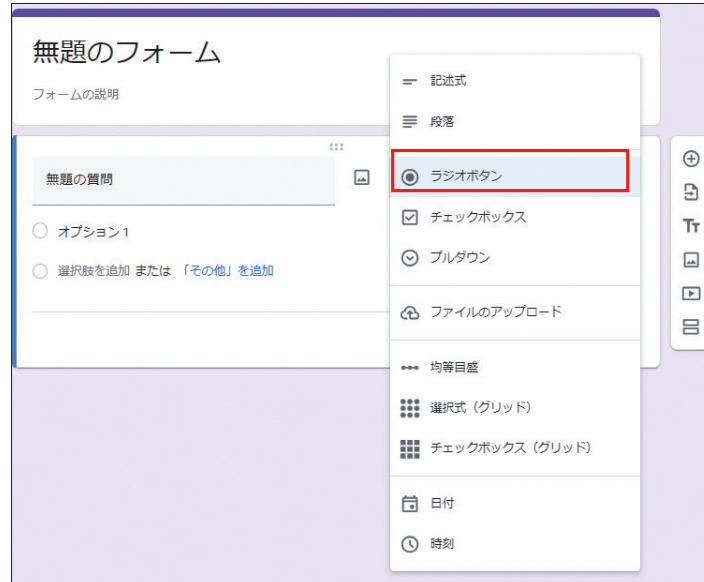 無題のフォーム
フォームの説明
無題の質問
オプション 1
選択肢を追加 または 「その他」を追加
記述式
段落
ラジオボタン
チェックボックス
プルダウン
ファイルのアップロード
均等目盛
選択式（グリッド）
チェックボックス（グリッド）
日付
時刻
Tт